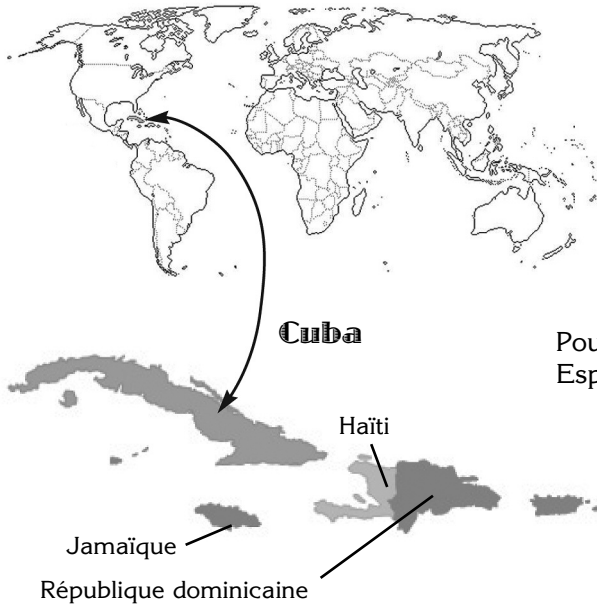 Cuba
Pou
Esp
Haïti
Jamaïque
République dominicaine